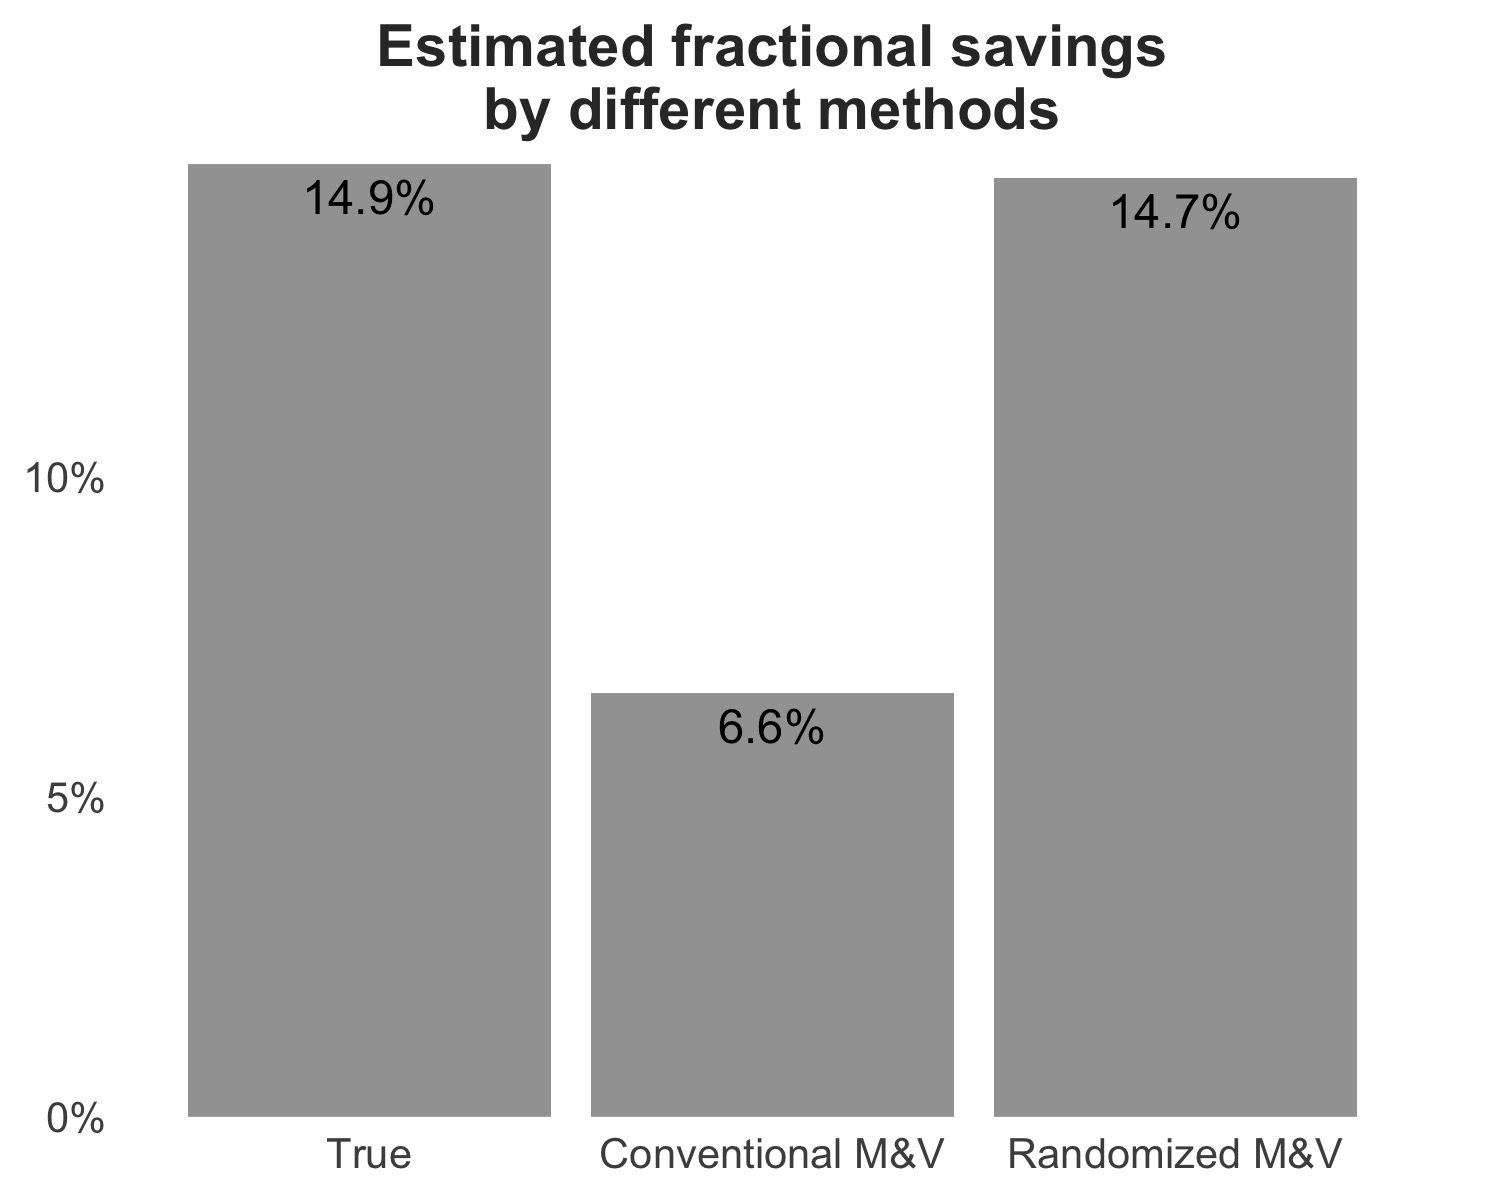 Estimated fractional savings
by different methods
14.9%
14.7%
10%
6.6%
5%
0%
True
Conventional M&V
Randomized M&V